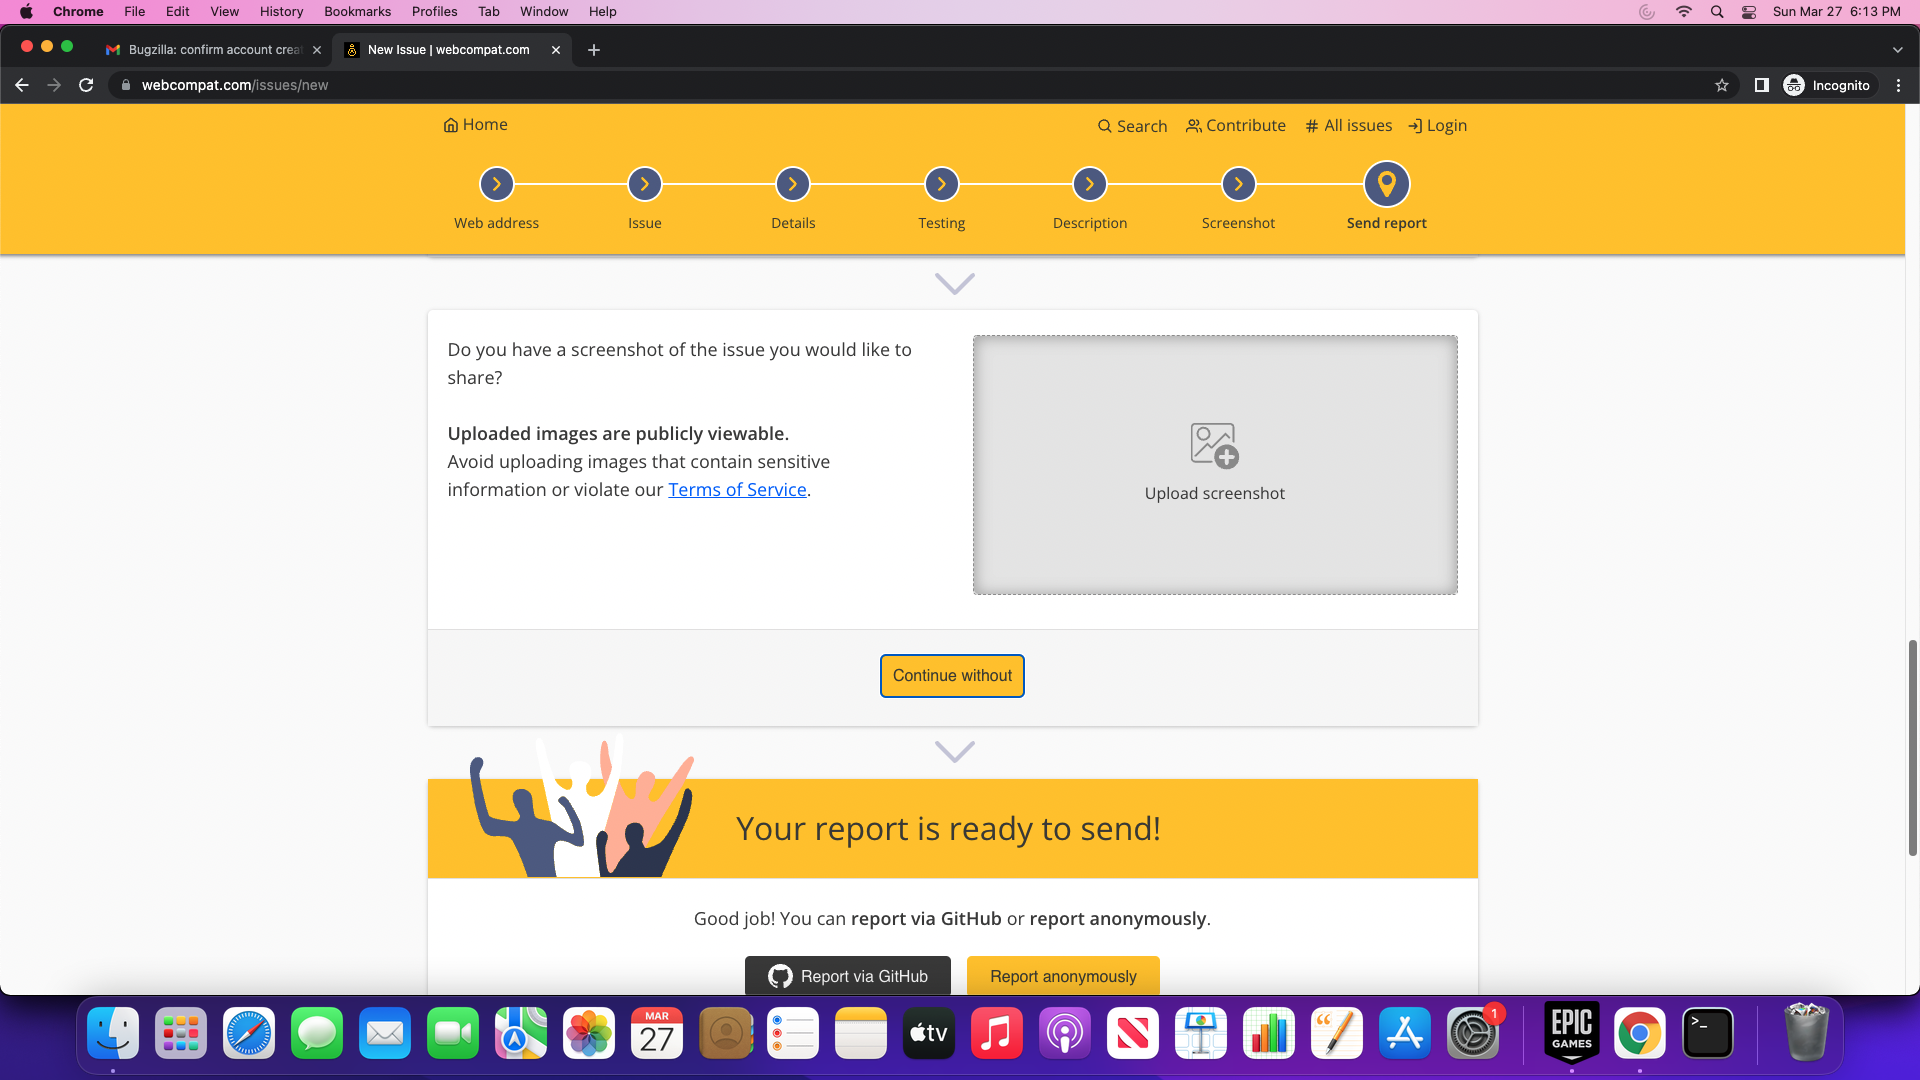 Chrome File Edit View History Bookmarks Profiles Tab Window Help Sun Mar 27 6:13 PM
Bugzilla: confirm account crea
New Issue | webcompat.com
webcompat.com/issues/new
Incognito
Home
Search Contribute All issues Login
Web address Issue Details Testing Description Screenshot Send report
Do you have a screenshot of the issue you would like to
share?
Uploaded images are publicly viewable.
Avoid uploading images that contain sensitive
information or violate our Terms of Service.
Upload screenshot
Continue without
Your report is ready to send!
Good job! You can report via GitHub or report anonymously.
Report via GitHub
Report anonymously
MAR
27
tv
1
EPIC
GAMES
>_